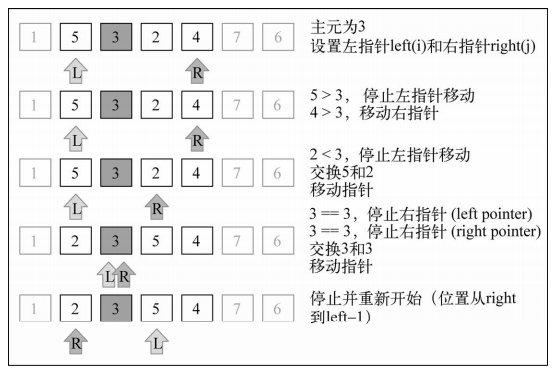 1 5 3 2 4 7 6
主元为3
设置左指针left(i)和右指针right(j)
L R
1 5 3 2 4 7 6
5 > 3，停止左指针移动
4 > 3，移动右指针
L R
1 5 3 2 4 7 6
2 < 3，停止左指针移动
交换5和2
移动指针
L R
1 2 3 5 4 7 6
3 == 3，停止右指针 (left pointer)
3 == 3，停止右指针 (right pointer)
交换3和3
移动指针
L R
1 2 3 5 4 7 6
停止并重新开始（位置从right
到left–1）
R L